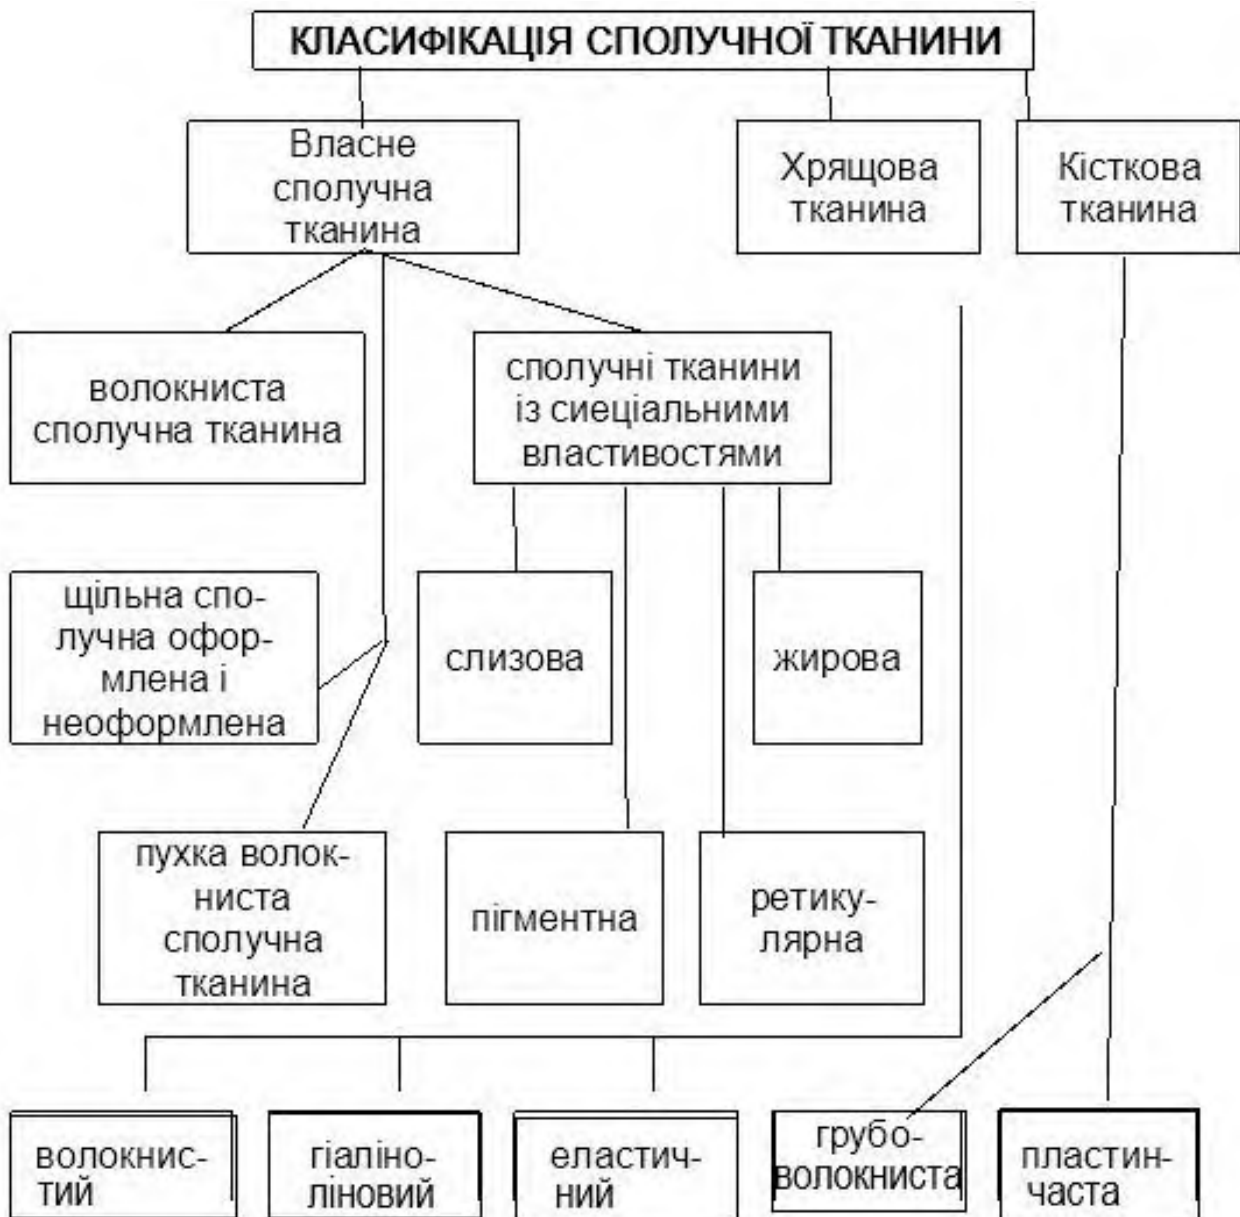 КЛАСИФІКАЦІЯ СПОЛУЧНОЇ ТКАНИНИ
Власне
сполучна
тканина
Хрящова
тканина
Кісткова
тканина
волокниста
сполучна тканина
сполучні тканини
із сиеціальними
властивостями
щільна спо-
лучна офор-
млена і
неоформлена
слизова
жирова
пухка волок-
ниста
сполучна
тканина
пігментна
ретику-
лярна
волокнис-
тий
гіаліно-
ліновий
еластич-
ний
грубо-
волокниста
пластин-
часта